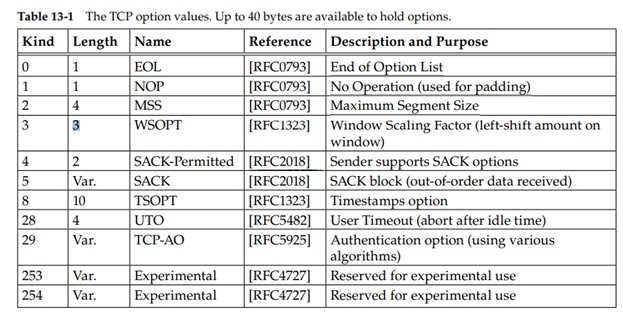 Table 13-1 The TCP option values. Up to 40 bytes are available to hold options.
Kind Length Name Reference Description and Purpose
0 1 EOL [RFC0793] End of Option List
1 1 NOP [RFC0793] No Operation (used for padding)
2 4 MSS [RFC0793] Maximum Segment Size
3 3 WSOPT [RFC1323] Window Scaling Factor (left-shift amount on
window)
4 2 SACK-Permitted [RFC2018] Sender supports SACK options
5 Var. SACK [RFC2018] SACK block (out-of-order data received)
8 10 TSOPT [RFC1323] Timestamps option
28 4 UTO [RFC5482] User Timeout (abort after idle time)
29 Var. TCP-AO [RFC5925] Authentication option (using various
algorithms)
253 Var. Experimental [RFC4727] Reserved for experimental use
254 Var. Experimental [RFC4727] Reserved for experimental use